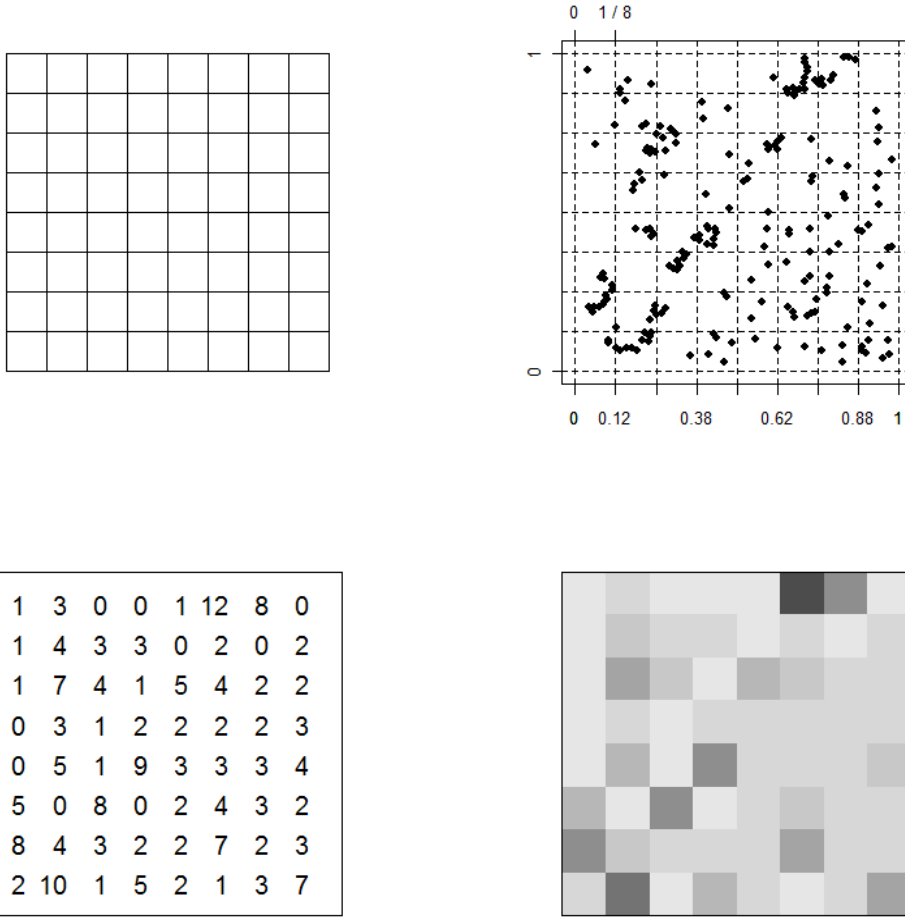 0 1 / 8
1
0
0 0.12 0.38 0.62 0.88 1
1 3 0 0 1 12 8 0
1 4 3 3 0 2 0 2
1 7 4 1 5 4 2 2
0 3 1 2 2 2 2 3
0 5 1 9 3 3 3 4
5 0 8 0 2 4 3 2
8 4 3 2 2 7 2 3
2 10 1 5 2 1 3 7